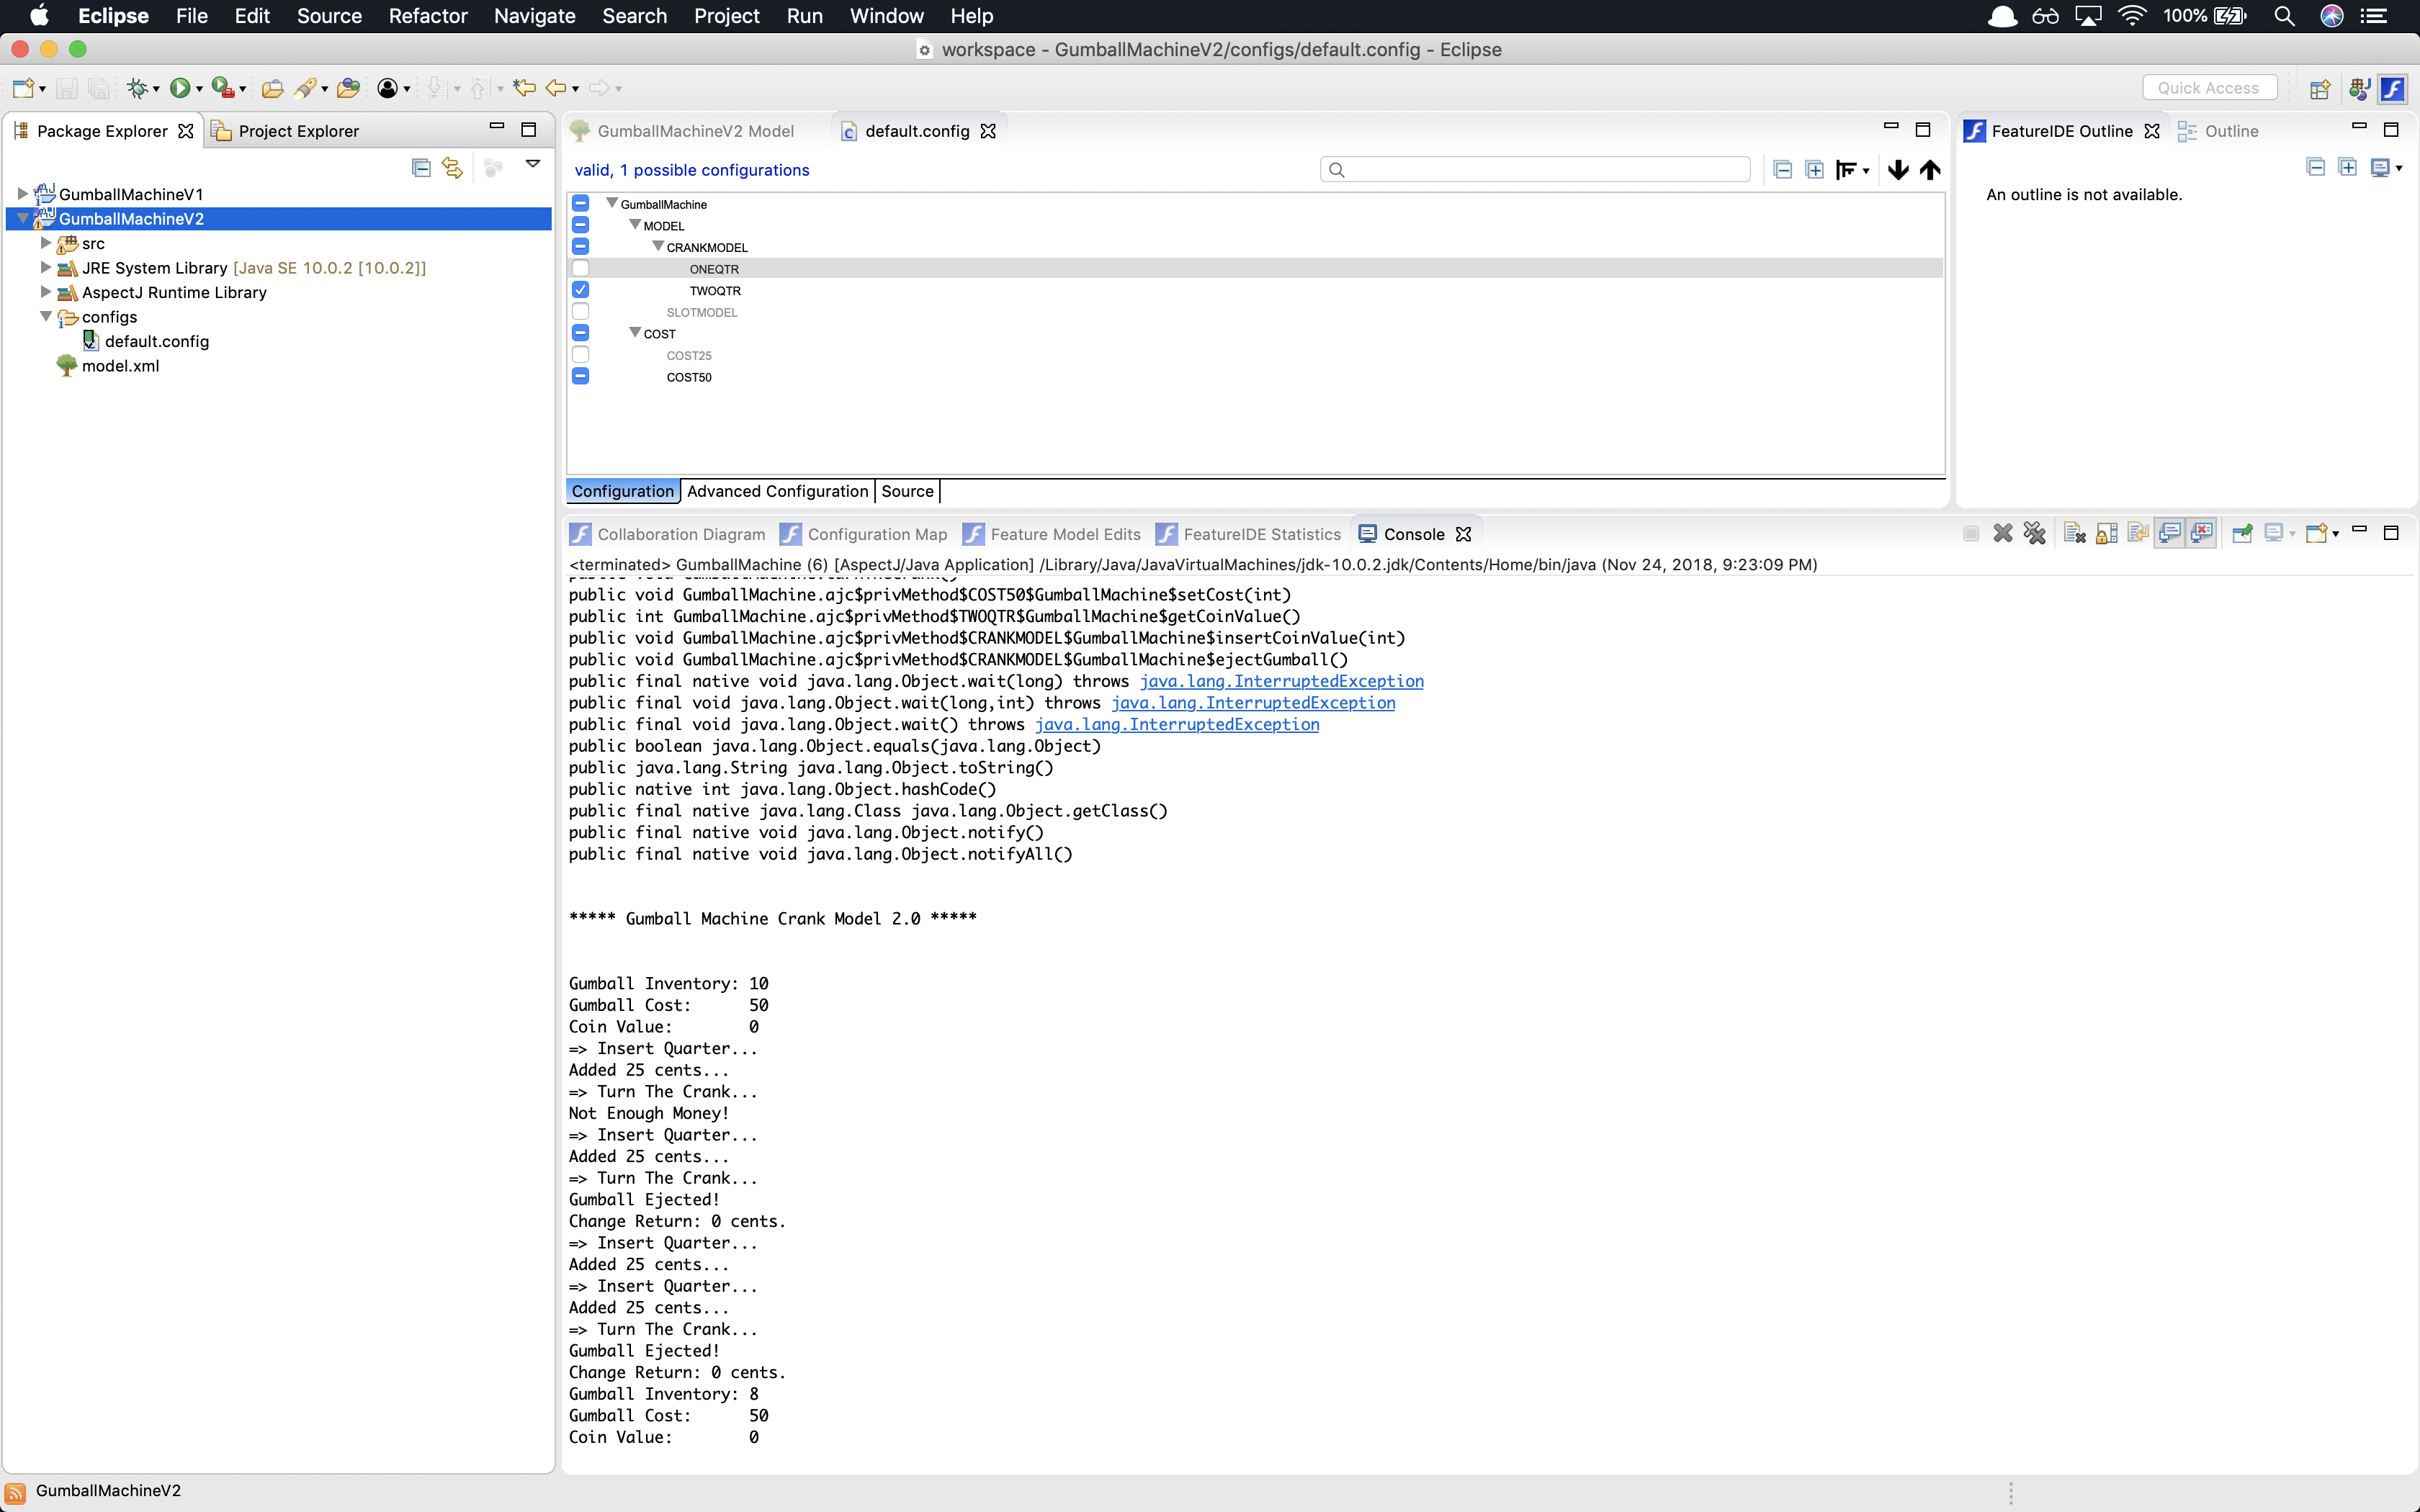 Eclipse File Edit Source Refactor Navigate Search Project Run Window Help 100%
workspace - GumballMachineV2/configs/default.config - Eclipse
Quick Access
Package Explorer Project Explorer
GumballMachineV1
GumballMachineV2
src
JRE System Library [Java SE 10.0.2 [10.0.2]]
AspectJ Runtime Library
configs
default.config
model.xml
GumballMachineV2 Model default.config
valid, 1 possible configurations
GumballMachine
MODEL
CRANKMODEL
ONEQTR
TWOQTR
SLOTMODEL
COST
COST25
COST50
Configuration Advanced Configuration Source
FeatureIDE Outline Outline
An outline is not available.
Collaboration Diagram Configuration Map Feature Model Edits FeatureIDE Statistics Console
<terminated> GumballMachine (6) [AspectJ/Java Application] /Library/Java/JavaVirtualMachines/jdk-10.0.2.jdk/Contents/Home/bin/java (Nov 24, 2018, 9:23:09 PM)
public void GumballMachine.ajc$privMethod$COST50$GumballMachine$setCost(int)
public int GumballMachine.ajc$privMethod$TWOQTR$GumballMachine$getCoinValue()
public void GumballMachine.ajc$privMethod$CRANKMODEL$GumballMachine$insertCoinValue(int)
public void GumballMachine.ajc$privMethod$CRANKMODEL$GumballMachine$ejectGumball()
public final native void java.lang.Object.wait(long) throws java.lang.InterruptedException
public final void java.lang.Object.wait(long,int) throws java.lang.InterruptedException
public final void java.lang.Object.wait() throws java.lang.InterruptedException
public boolean java.lang.Object.equals(java.lang.Object)
public java.lang.String java.lang.Object.toString()
public native int java.lang.Object.hashCode()
public final native java.lang.Class java.lang.Object.getClass()
public final native void java.lang.Object.notify()
public final native void java.lang.Object.notifyAll()
***** Gumball Machine Crank Model 2.0 *****
Gumball Inventory: 10
Gumball Cost: 50
Coin Value: 0
=> Insert Quarter...
Added 25 cents...
=> Turn The Crank...
Not Enough Money!
=> Insert Quarter...
Added 25 cents...
=> Turn The Crank...
Gumball Ejected!
Change Return: 0 cents.
=> Insert Quarter...
Added 25 cents...
=> Insert Quarter...
Added 25 cents...
=> Turn The Crank...
Gumball Ejected!
Change Return: 0 cents.
Gumball Inventory: 8
Gumball Cost: 50
Coin Value: 0
GumballMachineV2